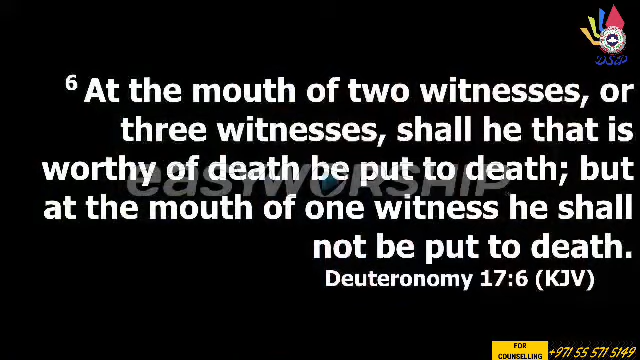 DSP
6 At the mouth of two witnesses, or
three witnesses, shall he that is
worthy of death be put to death; but
at the mouth of one witness he shall
not be put to death.
easyworship
Deuteronomy 17:6 (KJV)
FOR
COUNSELLING
+971 55 571 5149